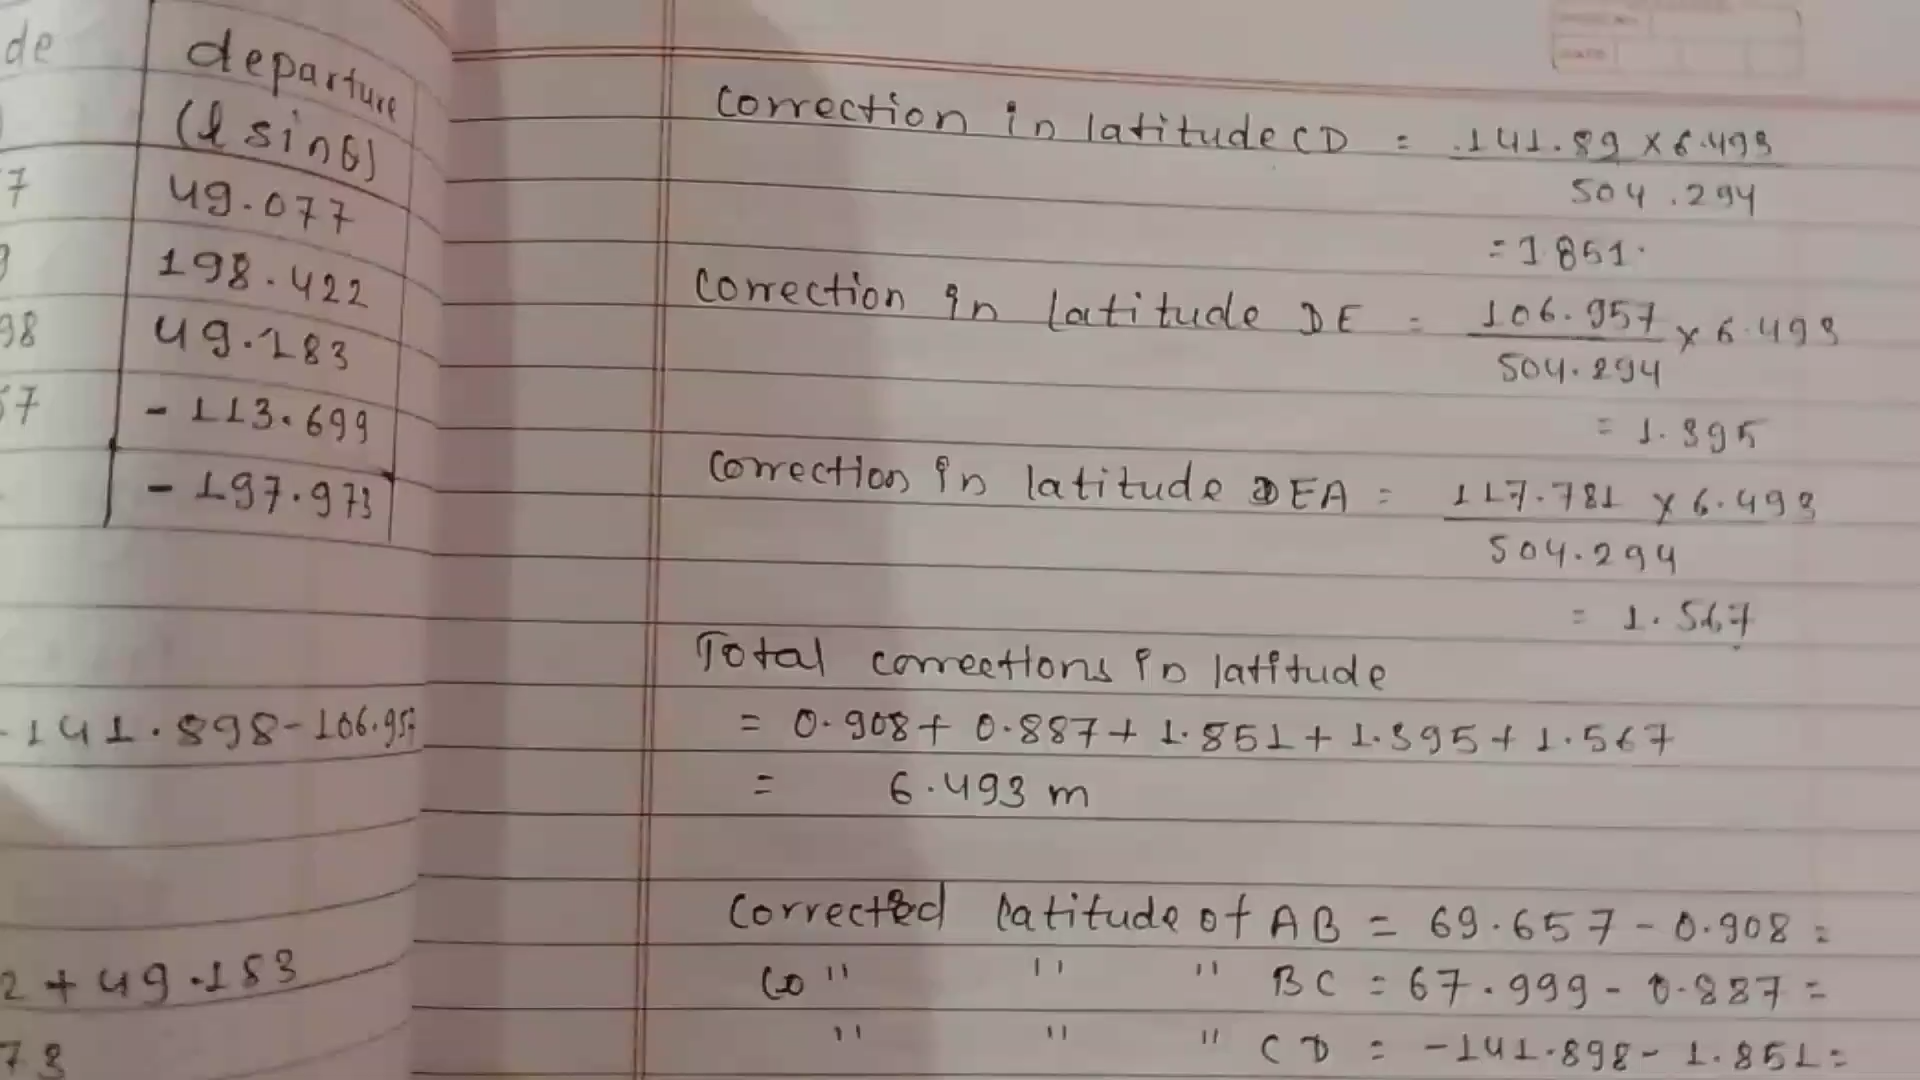 de
departure
(l sinθ)
7
49.077
198.422
98
49.183
57
- 113.699
- 197.973
141.898-106.957
2 + 49.183
73
Correction in latitude CD = .141.89 x 6.493
504.294
= 1.851.
Correction in latitude DE = 106.957 x 6.493
504.294
= 1.395
Correction in latitude EA = 117.781 x 6.493
504.294
= 1.567
Total corrections in latitude
= 0.908 + 0.887 + 1.851 + 1.395 + 1.567
= 6.493 m
Corrected latitude of AB = 69.657 - 0.908 =
Co " " " BC = 67.999 - 0.887 =
" " " CD = -141.898 - 1.851 =